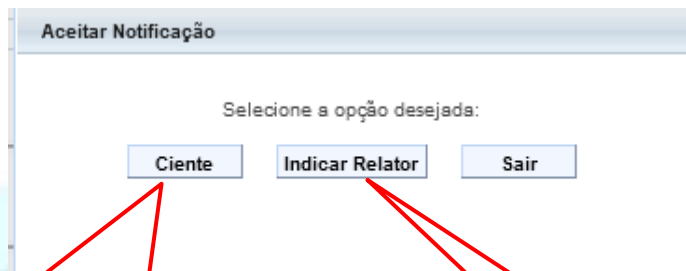 Aceitar Notificação
Selecione a opção desejada:
Ciente Indicar Relator Sair